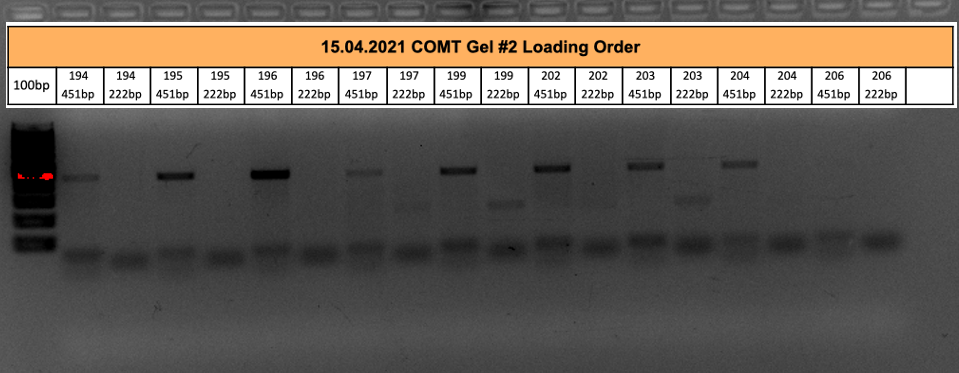 15.04.2021 COMT Gel #2 Loading Order
100bp 194 194 195 195 196 196 197 197 199 199 202 202 203 203 204 204 206 206
451bp 222bp 451bp 222bp 451bp 222bp 451bp 222bp 451bp 222bp 451bp 222bp 451bp 222bp 451bp 222bp 451bp 222bp